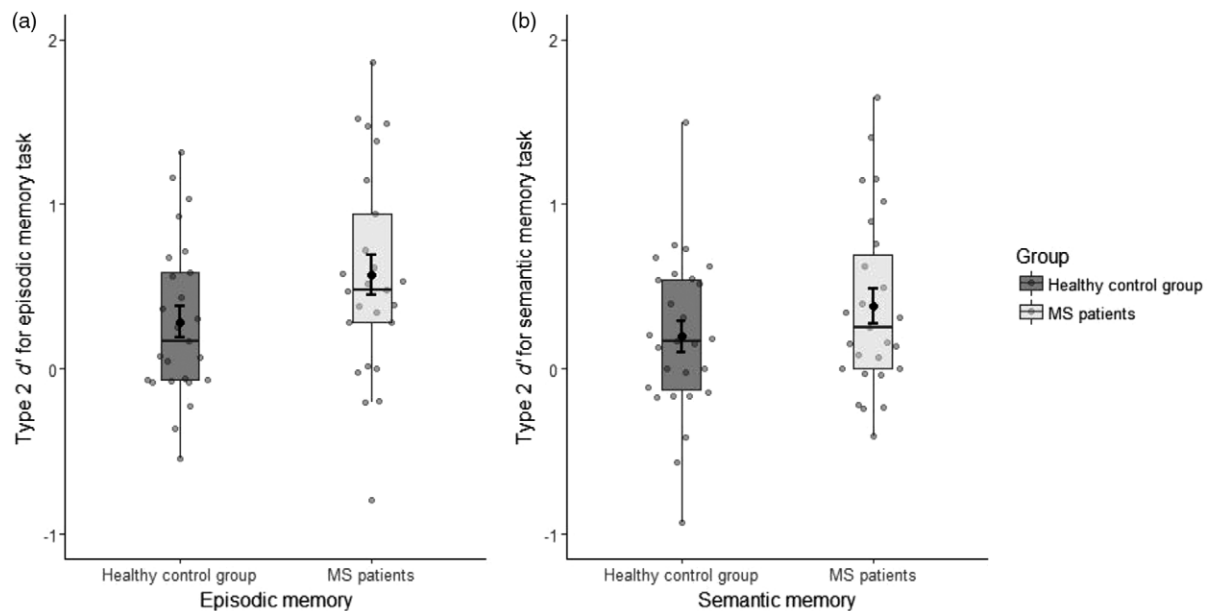 (a)
Type 2 d' for episodic memory task
2
1
0
-1
Healthy control group
MS patients
Episodic memory
(b)
Type 2 d' for semantic memory task
2
1
0
-1
Healthy control group
MS patients
Semantic memory
Group
Healthy control group
MS patients